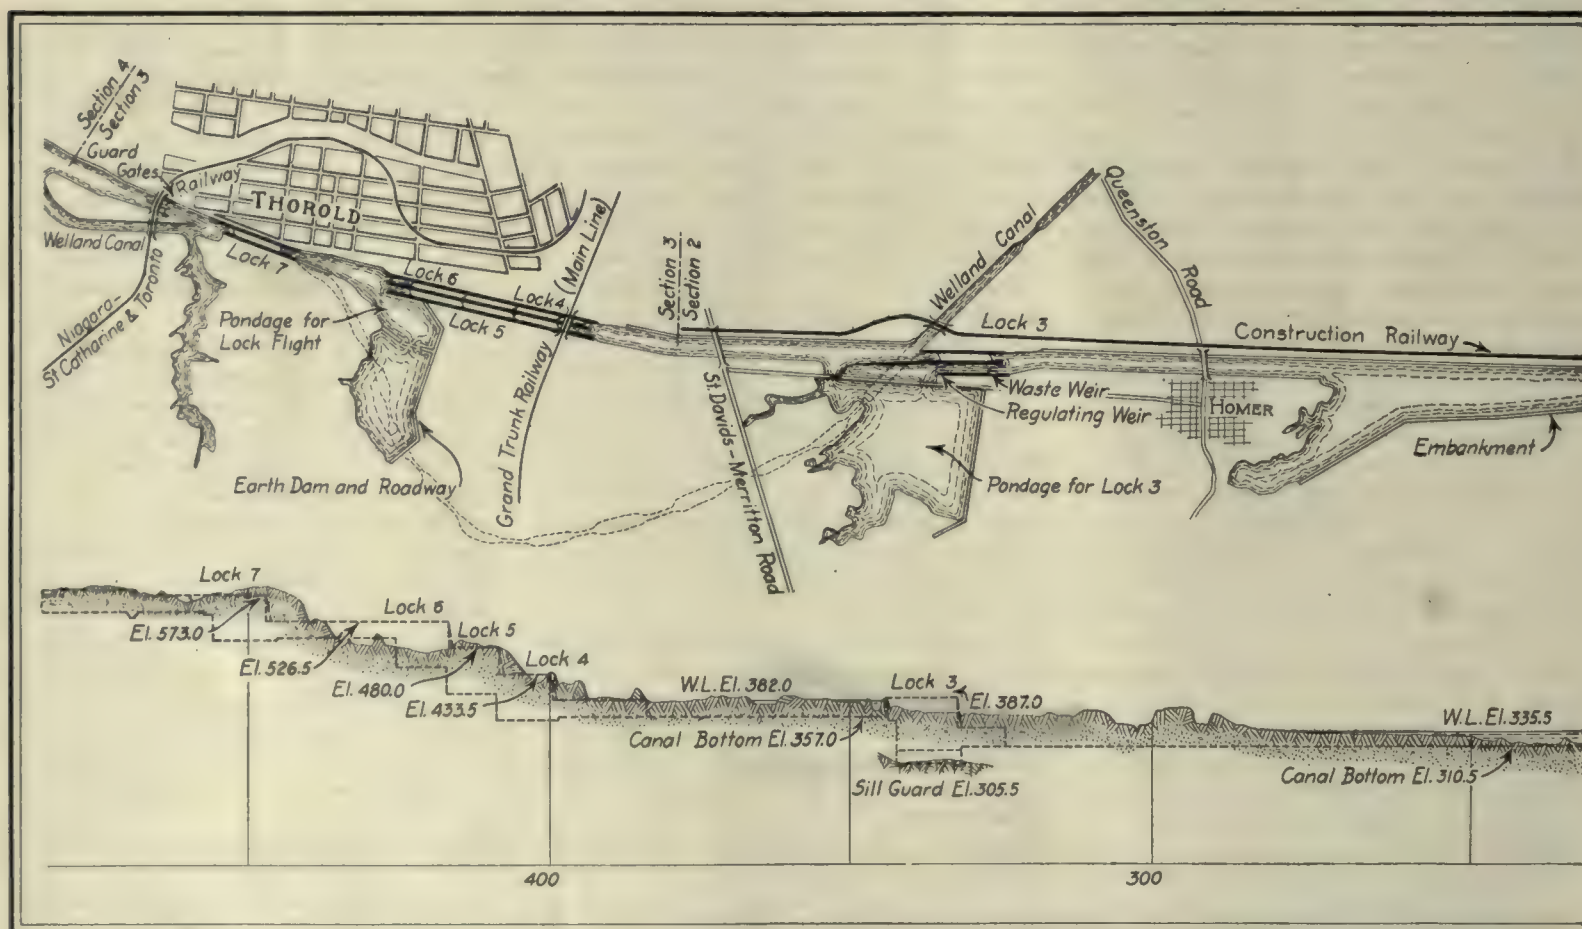 Section 4
Section 3
Guard
Gates
Railway
THOROLD
Welland Canal
Lock 7
Lock 6
Lock 5
Lock 4
(Main Line)
Grand Trunk Railway
Niagara-
St. Catharine & Toronto
Pondage for
Lock Flight
Earth Dam and Roadway
Section 3
Section 2
St. Davids - Merritton Road
Welland Canal
Queenston
Road
Lock 3
Construction Railway
Waste Weir
Regulating Weir
HOMER
Embankment
Pondage for Lock 3
Lock 7
El. 573.0
Lock 6
El. 526.5
Lock 5
El. 480.0
Lock 4
El. 433.5
W.L. El. 382.0
Lock 3
El. 387.0
Canal Bottom El. 357.0
Sill Guard El. 305.5
W.L. El. 335.5
Canal Bottom El. 310.5
400
300